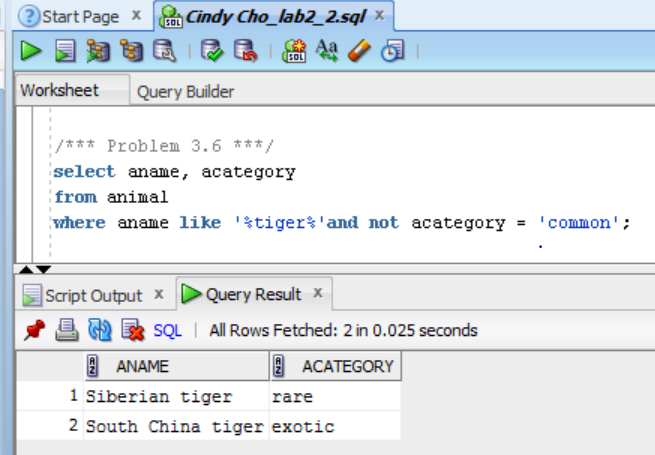 Start Page x Cindy Cho_lab2_2.sql x
Worksheet Query Builder
/*** Problem 3.6 ***/
select aname, acategory
from animal
where aname like '%tiger%'and not acategory = 'common';
Script Output x Query Result x
SQL | All Rows Fetched: 2 in 0.025 seconds
ANAME ACATEGORY
1 Siberian tiger rare
2 South China tiger exotic